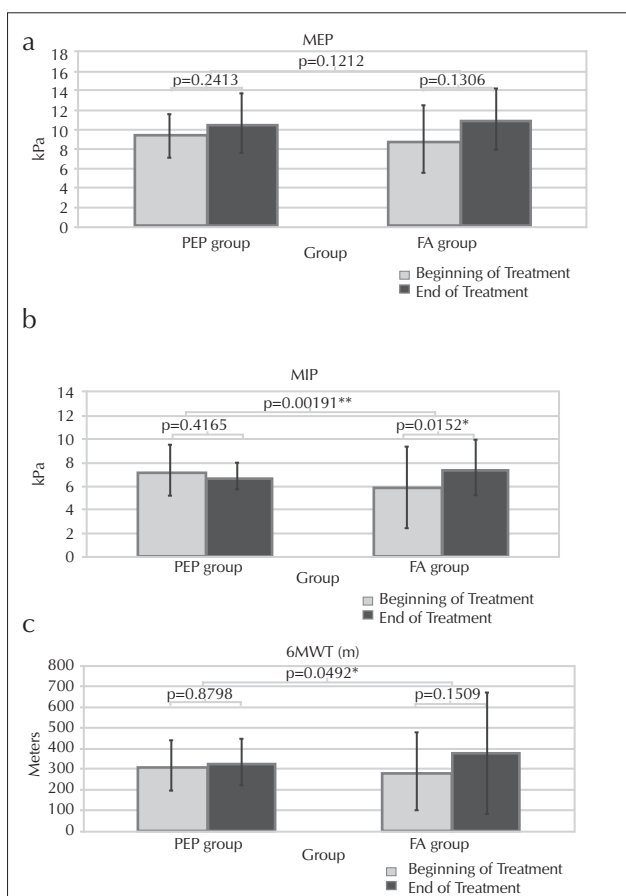 a
MEP
18
16
14
12
10
8
6
4
2
0
kPa
p=0.1212
p=0.2413
p=0.1306
PEP group
FA group
Group
Beginning of Treatment
End of Treatment
b
MIP
14
12
10
8
6
4
2
0
kPa
p=0.00191**
p=0.4165
p=0.0152*
PEP group
FA group
Group
Beginning of Treatment
End of Treatment
c
6MWT (m)
800
700
600
500
400
300
200
100
0
Meters
p=0.0492*
p=0.8798
p=0.1509
PEP group
FA group
Group
Beginning of Treatment
End of Treatment